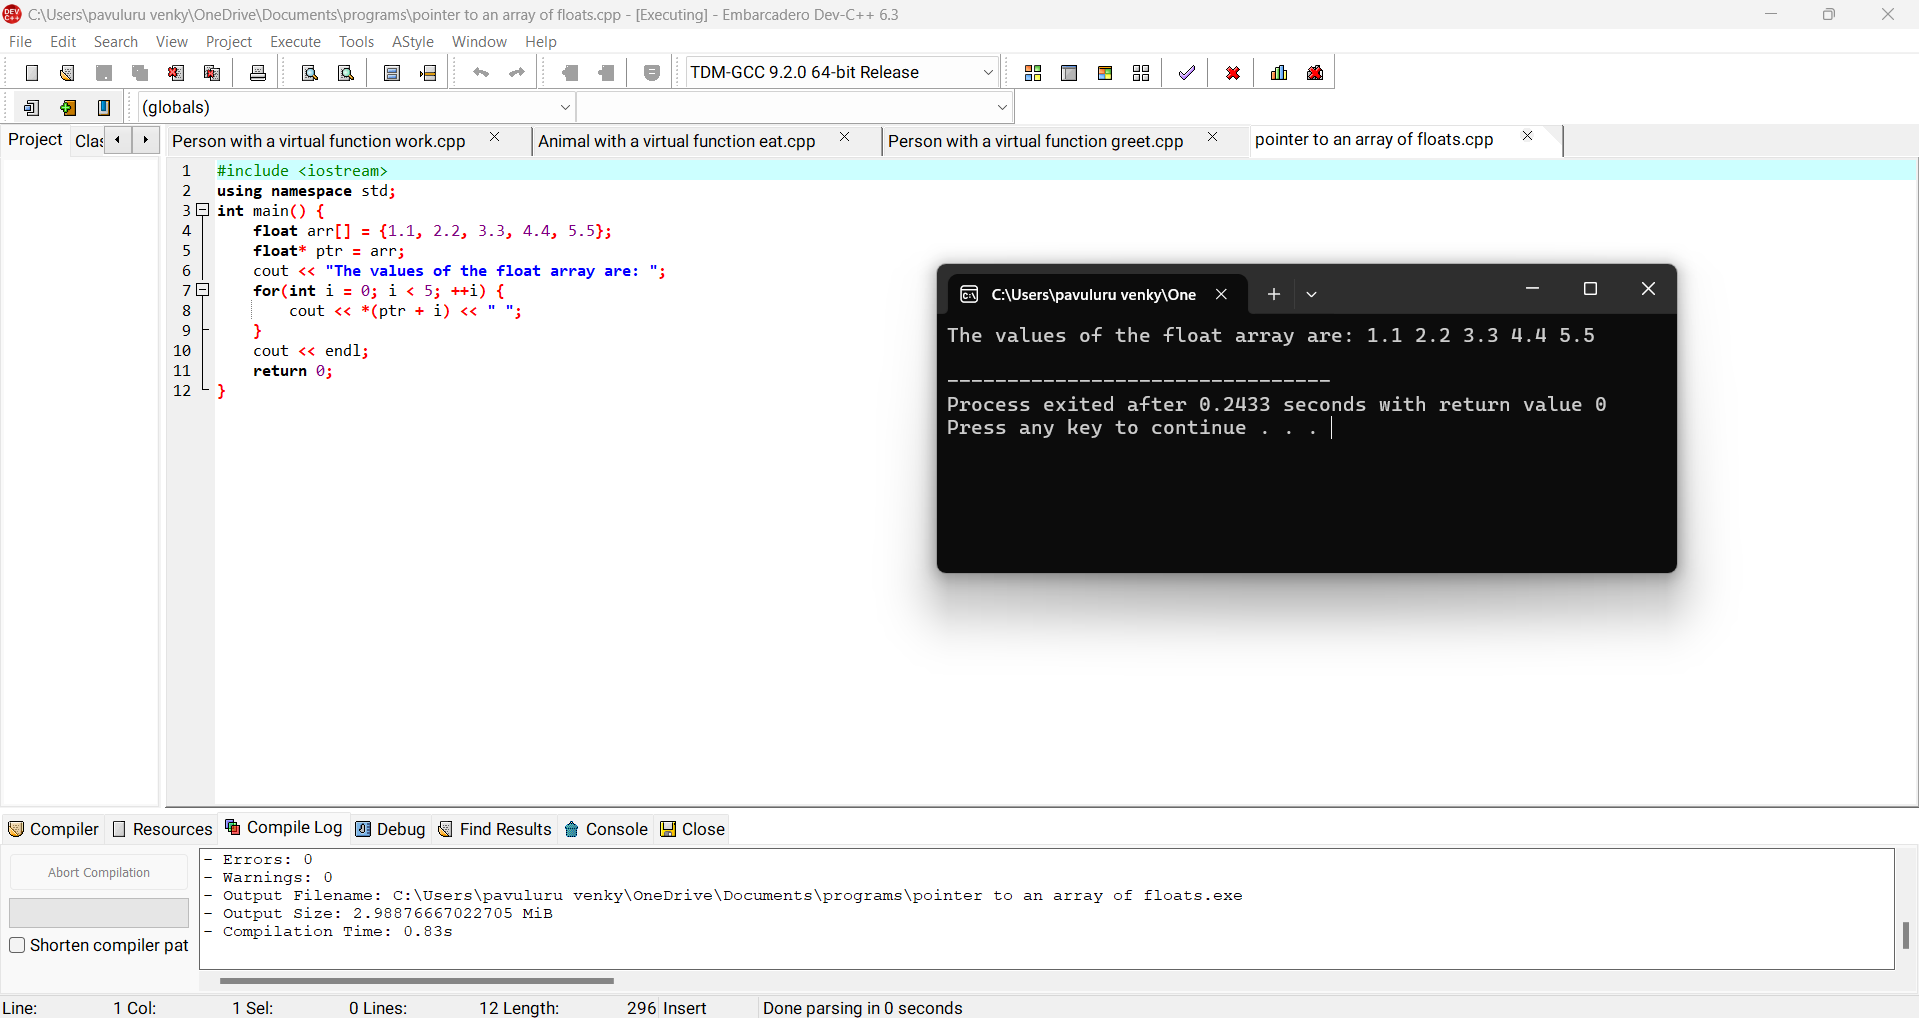 C:\Users\pavuluru venky\OneDrive\Documents\programs\pointer to an array of floats.cpp - [Executing] - Embarcadero Dev-C++ 6.3
File Edit Search View Project Execute Tools AStyle Window Help
TDM-GCC 9.2.0 64-bit Release
(globals)
Project Clas Person with a virtual function work.cpp Animal with a virtual function eat.cpp Person with a virtual function greet.cpp pointer to an array of floats.cpp
1 #include <iostream>
2 using namespace std;
3 int main() {
4 float arr[] = {1.1, 2.2, 3.3, 4.4, 5.5};
5 float* ptr = arr;
6 cout << "The values of the float array are: ";
7 for(int i = 0; i < 5; ++i) {
8 cout << *(ptr + i) << " ";
9 }
10 cout << endl;
11 return 0;
12 }
C:\Users\pavuluru venky\One
The values of the float array are: 1.1 2.2 3.3 4.4 5.5
--------------------------------
Process exited after 0.2433 seconds with return value 0
Press any key to continue . . .
Compiler Resources Compile Log Debug Find Results Console Close
Abort Compilation
Shorten compiler pat
- Errors: 0
- Warnings: 0
- Output Filename: C:\Users\pavuluru venky\OneDrive\Documents\programs\pointer to an array of floats.exe
- Output Size: 2.98876667022705 MiB
- Compilation Time: 0.83s
Line: 1 Col: 1 Sel: 0 Lines: 12 Length: 296 Insert Done parsing in 0 seconds